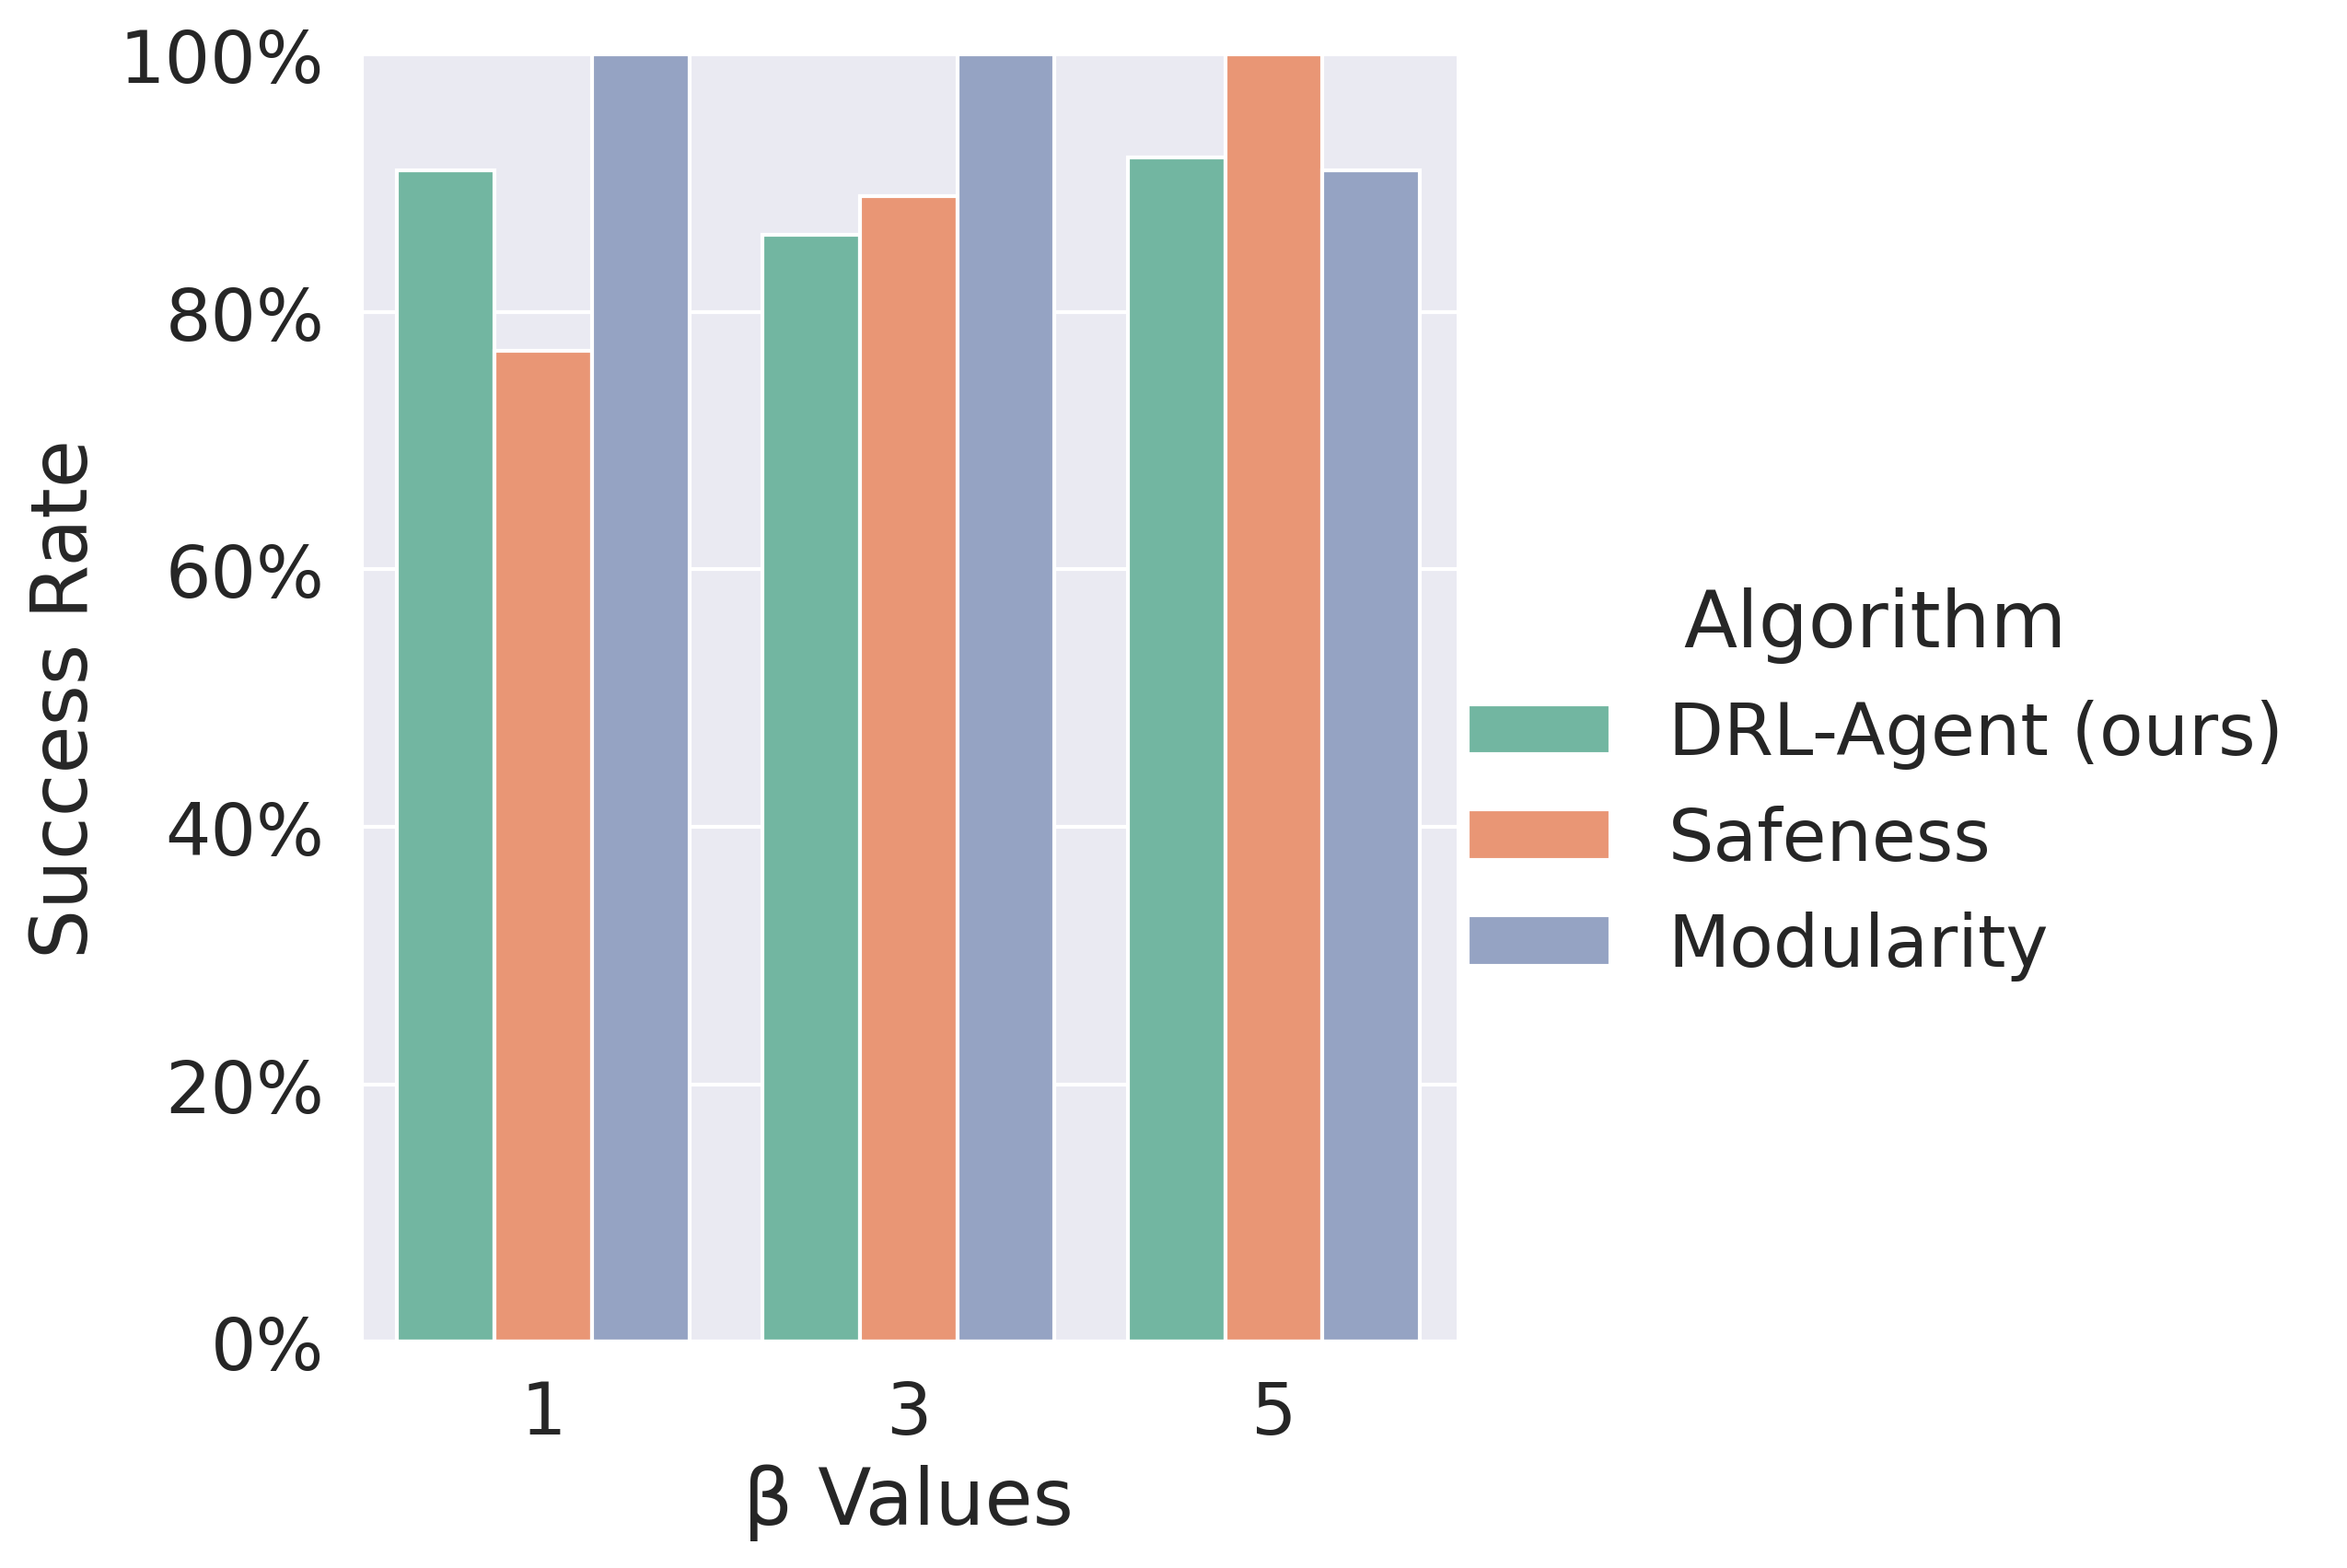 100%
80%
60%
40%
20%
0%
Success Rate
1 3 5
β Values
Algorithm
DRL-Agent (ours)
Safeness
Modularity